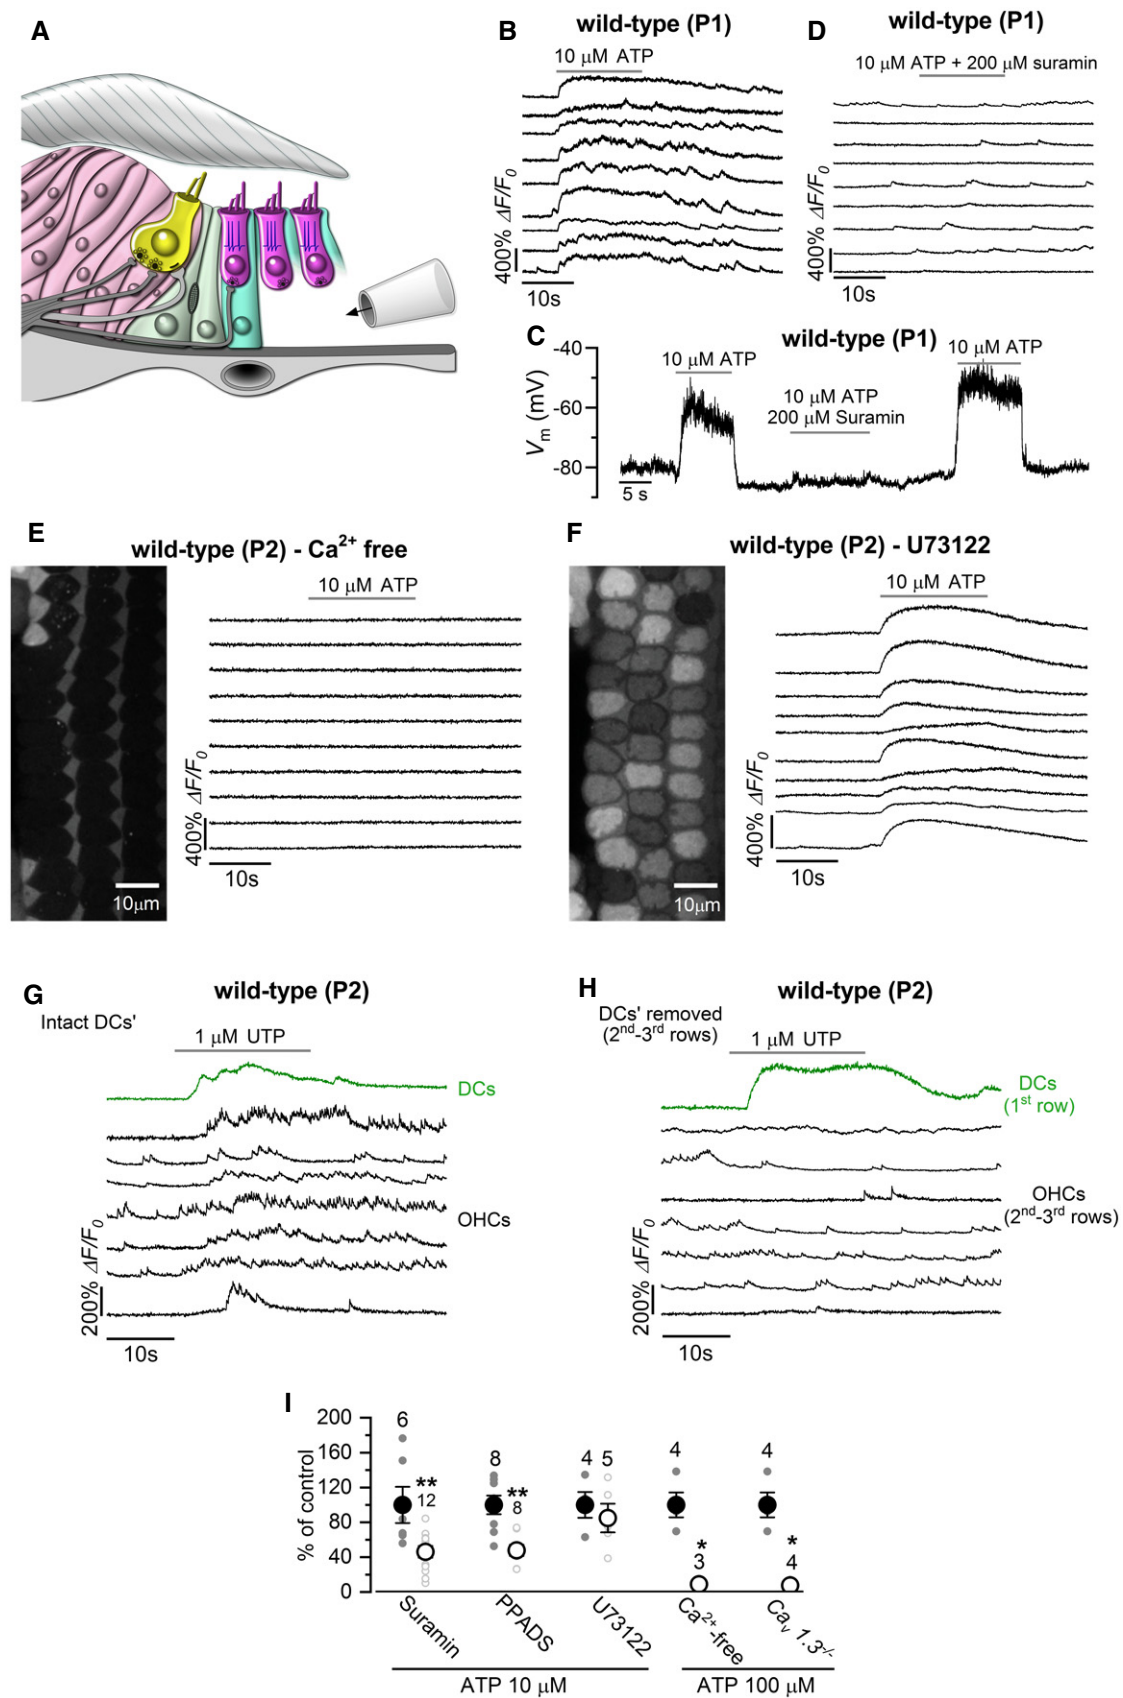 A
B
wild-type (P1)
10 μM ATP
400% ΔF/F0
10s
D
wild-type (P1)
10 μM ATP + 200 μM suramin
400% ΔF/F0
10s
C
wild-type (P1)
-40
-60
-80
Vm (mV)
10 μM ATP
10 μM ATP
200 μM Suramin
10 μM ATP
5 s
E
wild-type (P2) - Ca2+ free
10 μM ATP
400% ΔF/F0
10s
10μm
F
wild-type (P2) - U73122
10 μM ATP
400% ΔF/F0
10s
10μm
G
wild-type (P2)
Intact DCs'
1 μM UTP
DCs
OHCs
200% ΔF/F0
10s
H
wild-type (P2)
DCs' removed
(2nd-3rd rows)
1 μM UTP
DCs
(1st row)
OHCs
(2nd-3rd rows)
200% ΔF/F0
10s
I
% of control
200
160
120
80
40
0
6
**
12
8
**
8
4 5
4
*
3
4
*
4
Suramin
PPADS
U73122
Ca2+-free
Cav 1.3-/-
ATP 10 μM
ATP 100 μM